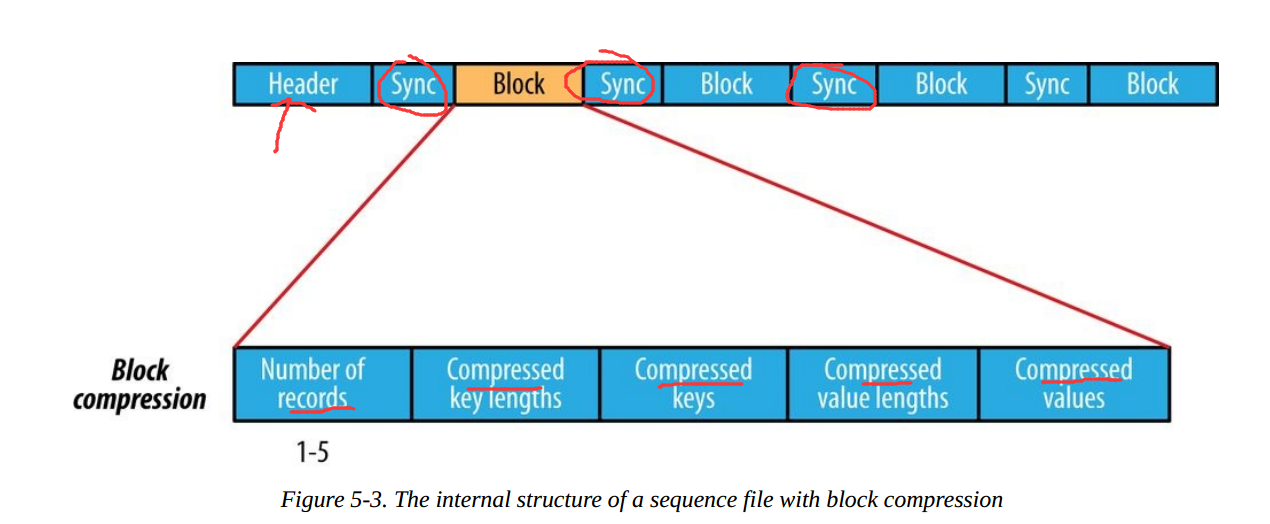 Header Sync Block Sync Block Sync Block Sync Block
Block
compression
Number of
records
Compressed
key lengths
Compressed
keys
Compressed
value lengths
Compressed
values
1-5
Figure 5-3. The internal structure of a sequence file with block compression